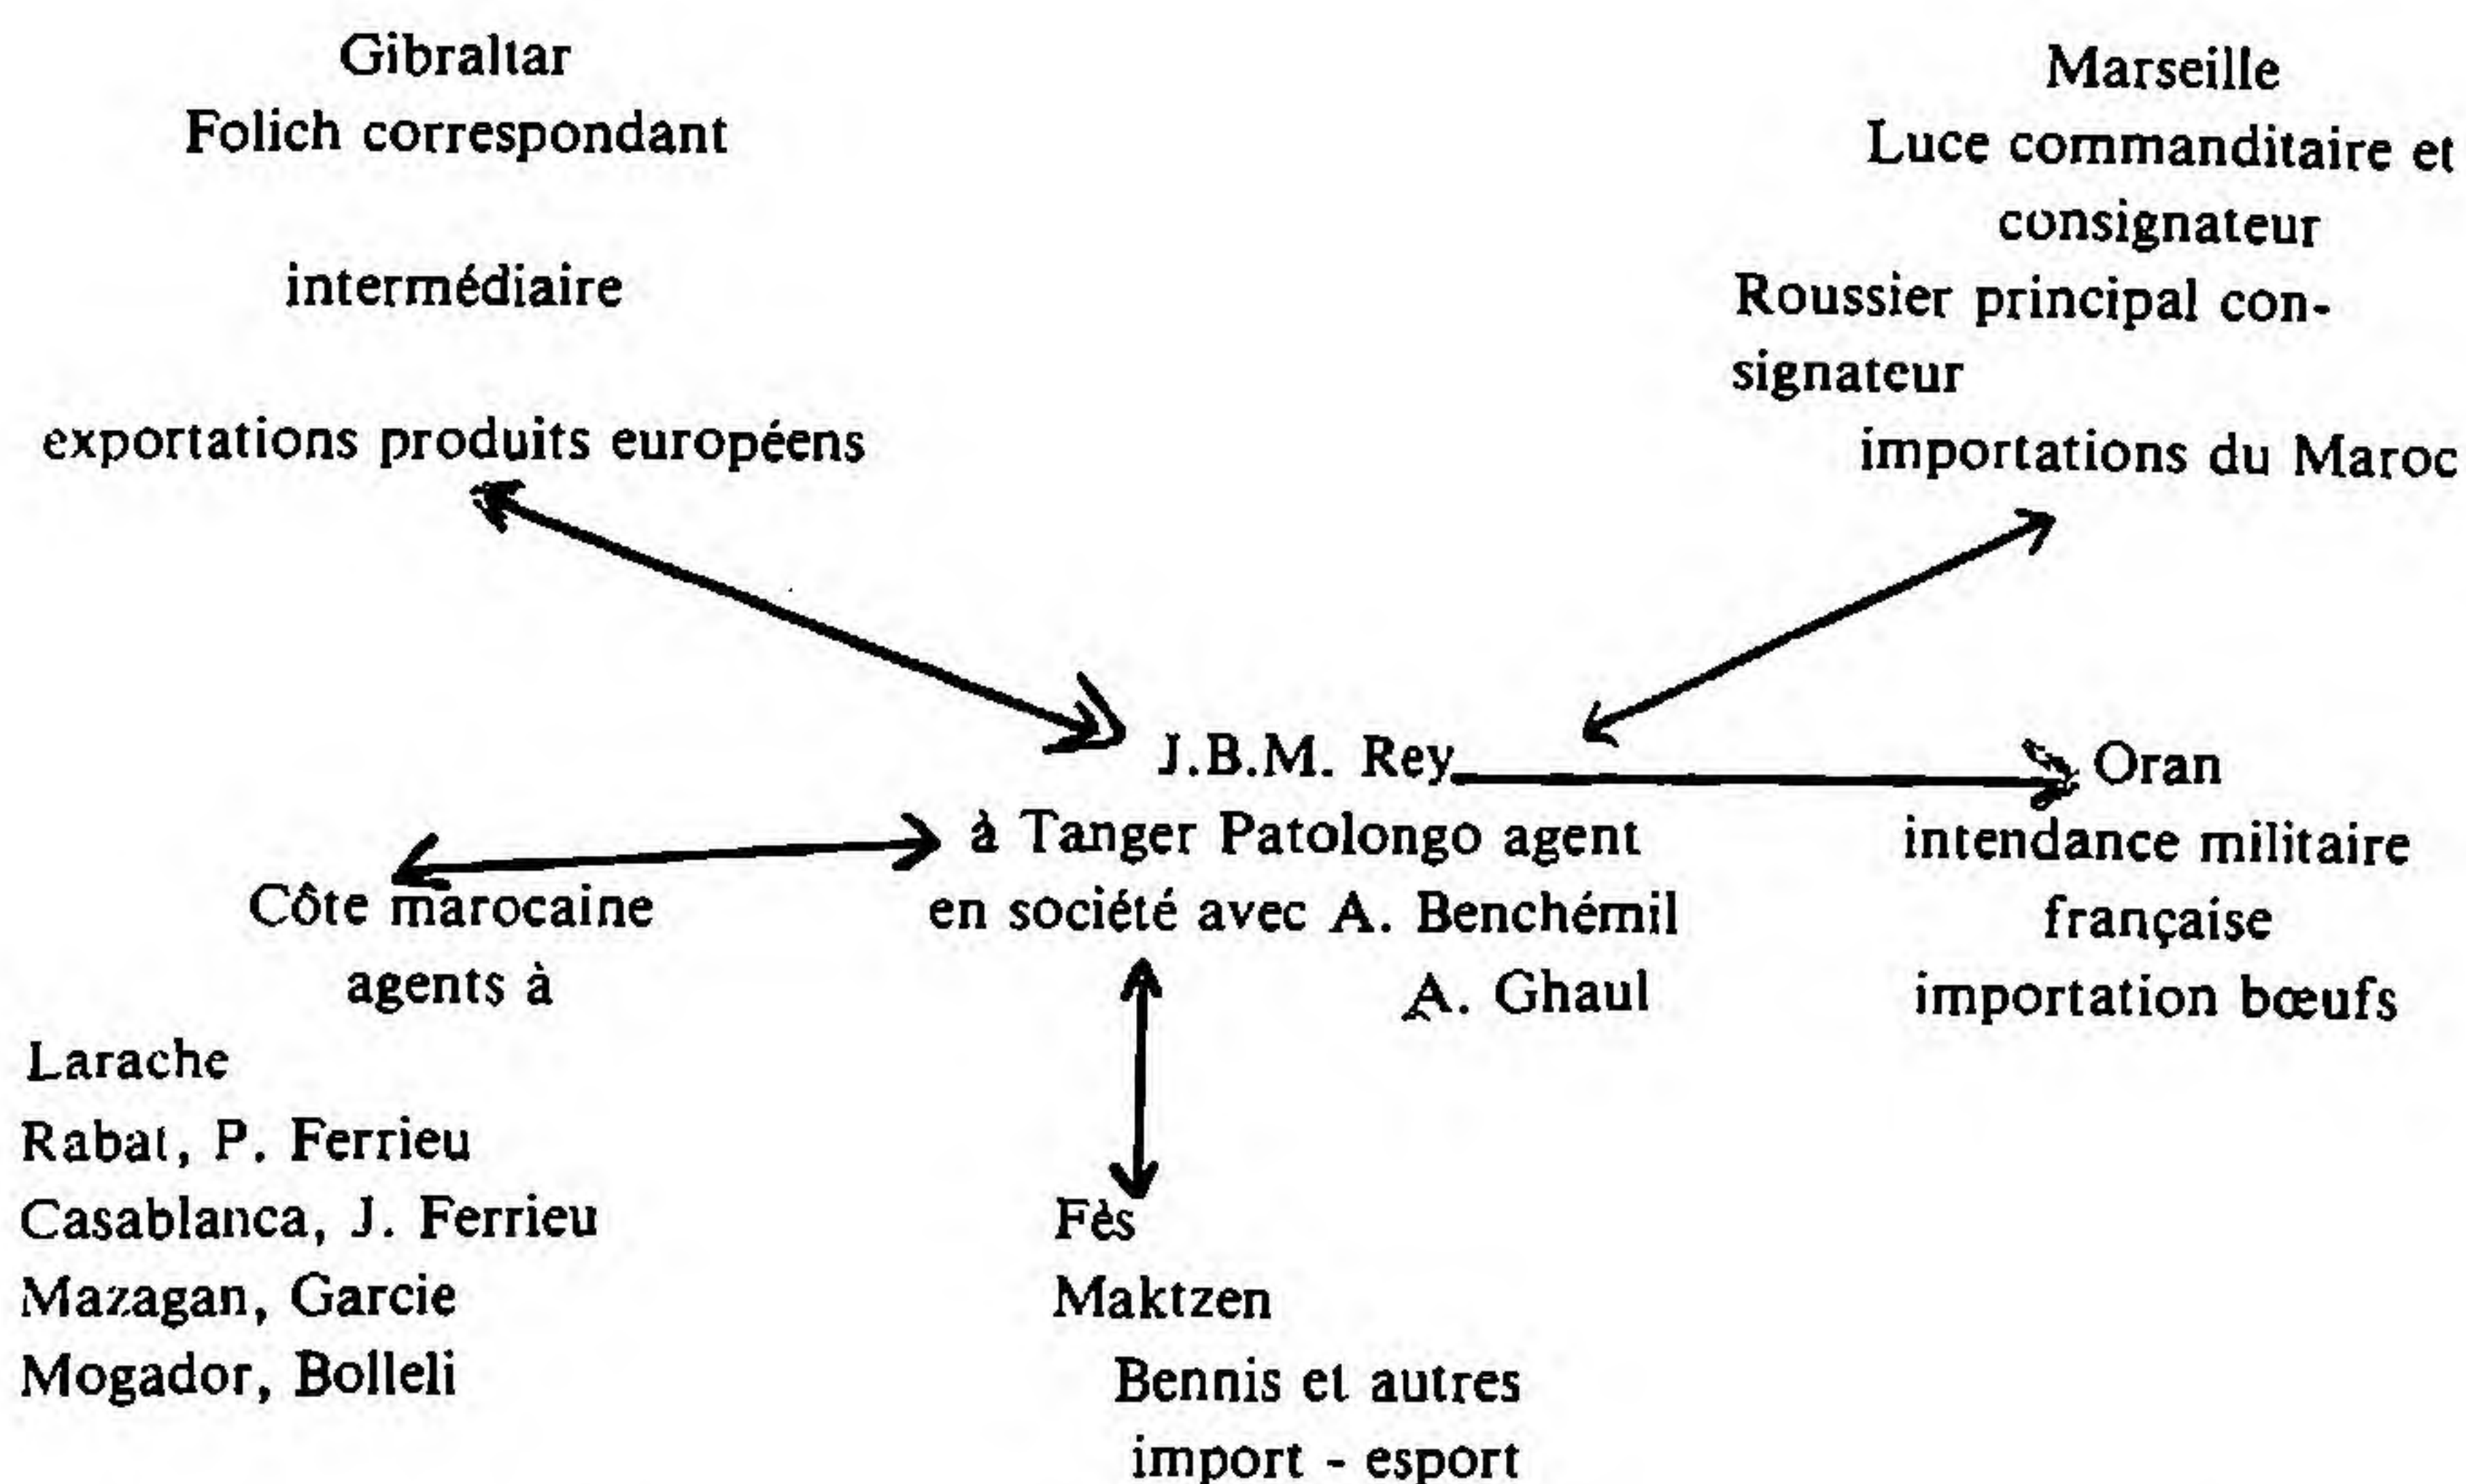 Gibraltar
Folich correspondant
intermédiaire
exportations produits européens
Marseille
Luce commanditaire et
consignateur
Roussier principal con-
signateur
importations du Maroc
J.B.M. Rey
à Tanger Patolongo agent
en société avec A. Benchémil
A. Ghaul
Oran
intendance militaire
française
importation bœufs
Côte marocaine
agents à
Larache
Rabat, P. Ferrieu
Casablanca, J. Ferrieu
Mazagan, Garcie
Mogador, Bolleli
Fès
Maktzen
Bennis et autres
import - esport